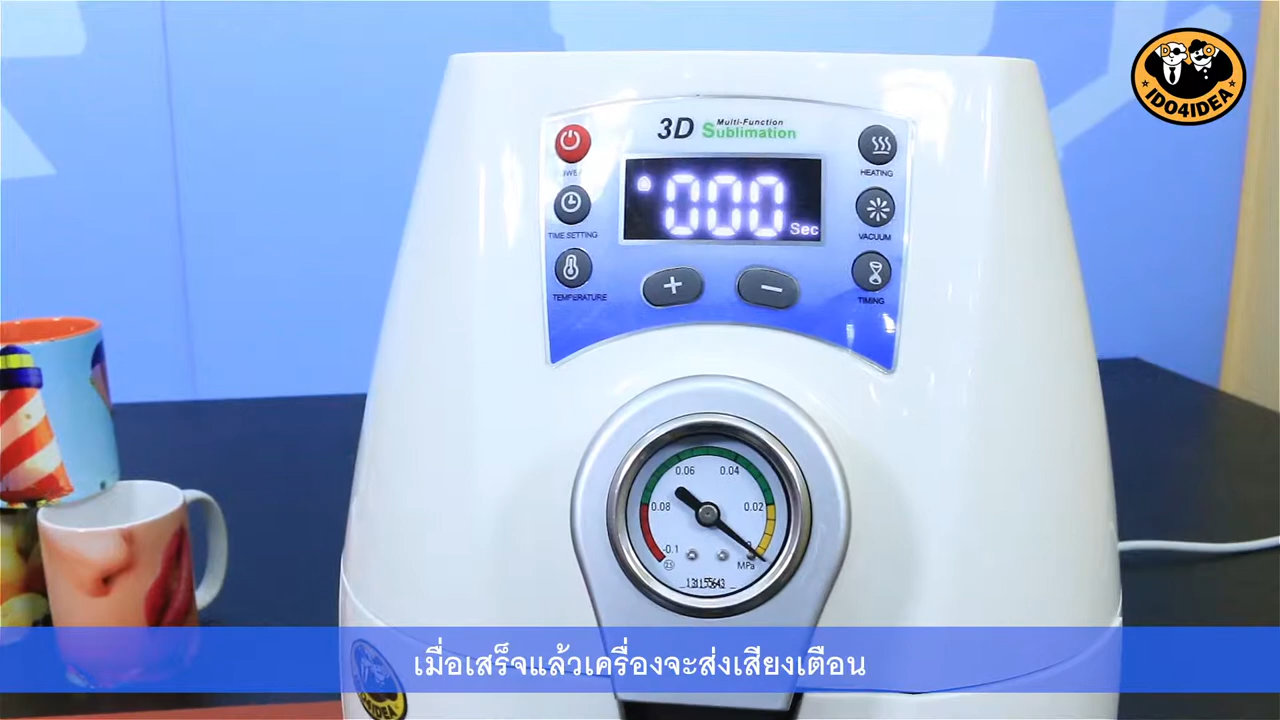 IDO4IDEA
3D Multi-Function
Sublimation
000 Sec
HEATING
TIME SETTING
VACUUM
TEMPERATURE
TIMING
+ −
0.06 0.04
0.08 0.02
-0.1 0
MPa
131155643
เมื่อเสร็จแล้วเครื่องจะส่งเสียงเตือน